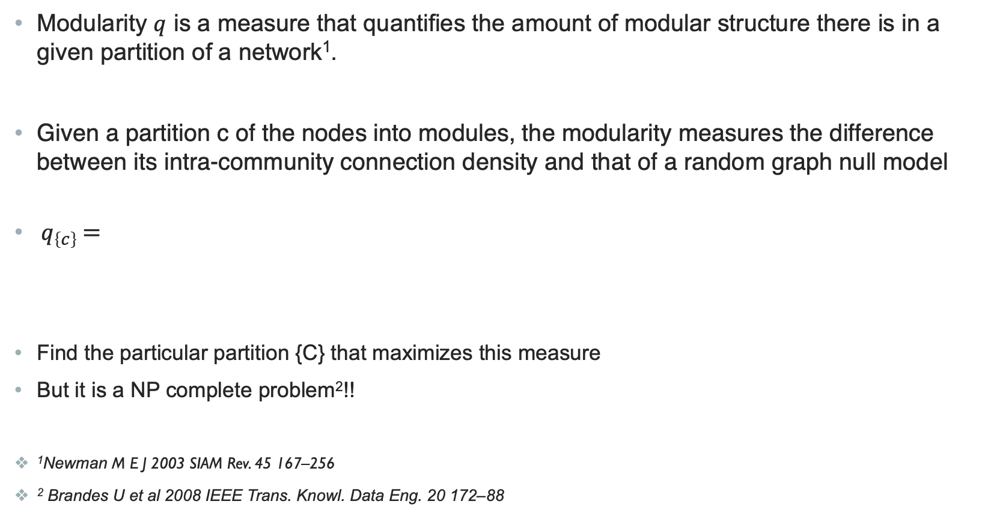 • Modularity q is a measure that quantifies the amount of modular structure there is in a
given partition of a network¹.
• Given a partition c of the nodes into modules, the modularity measures the difference
between its intra-community connection density and that of a random graph null model
• q_{c} =
• Find the particular partition {C} that maximizes this measure
• But it is a NP complete problem²!!
❖ ¹Newman M E J 2003 SIAM Rev. 45 167–256
❖ ² Brandes U et al 2008 IEEE Trans. Knowl. Data Eng. 20 172–88